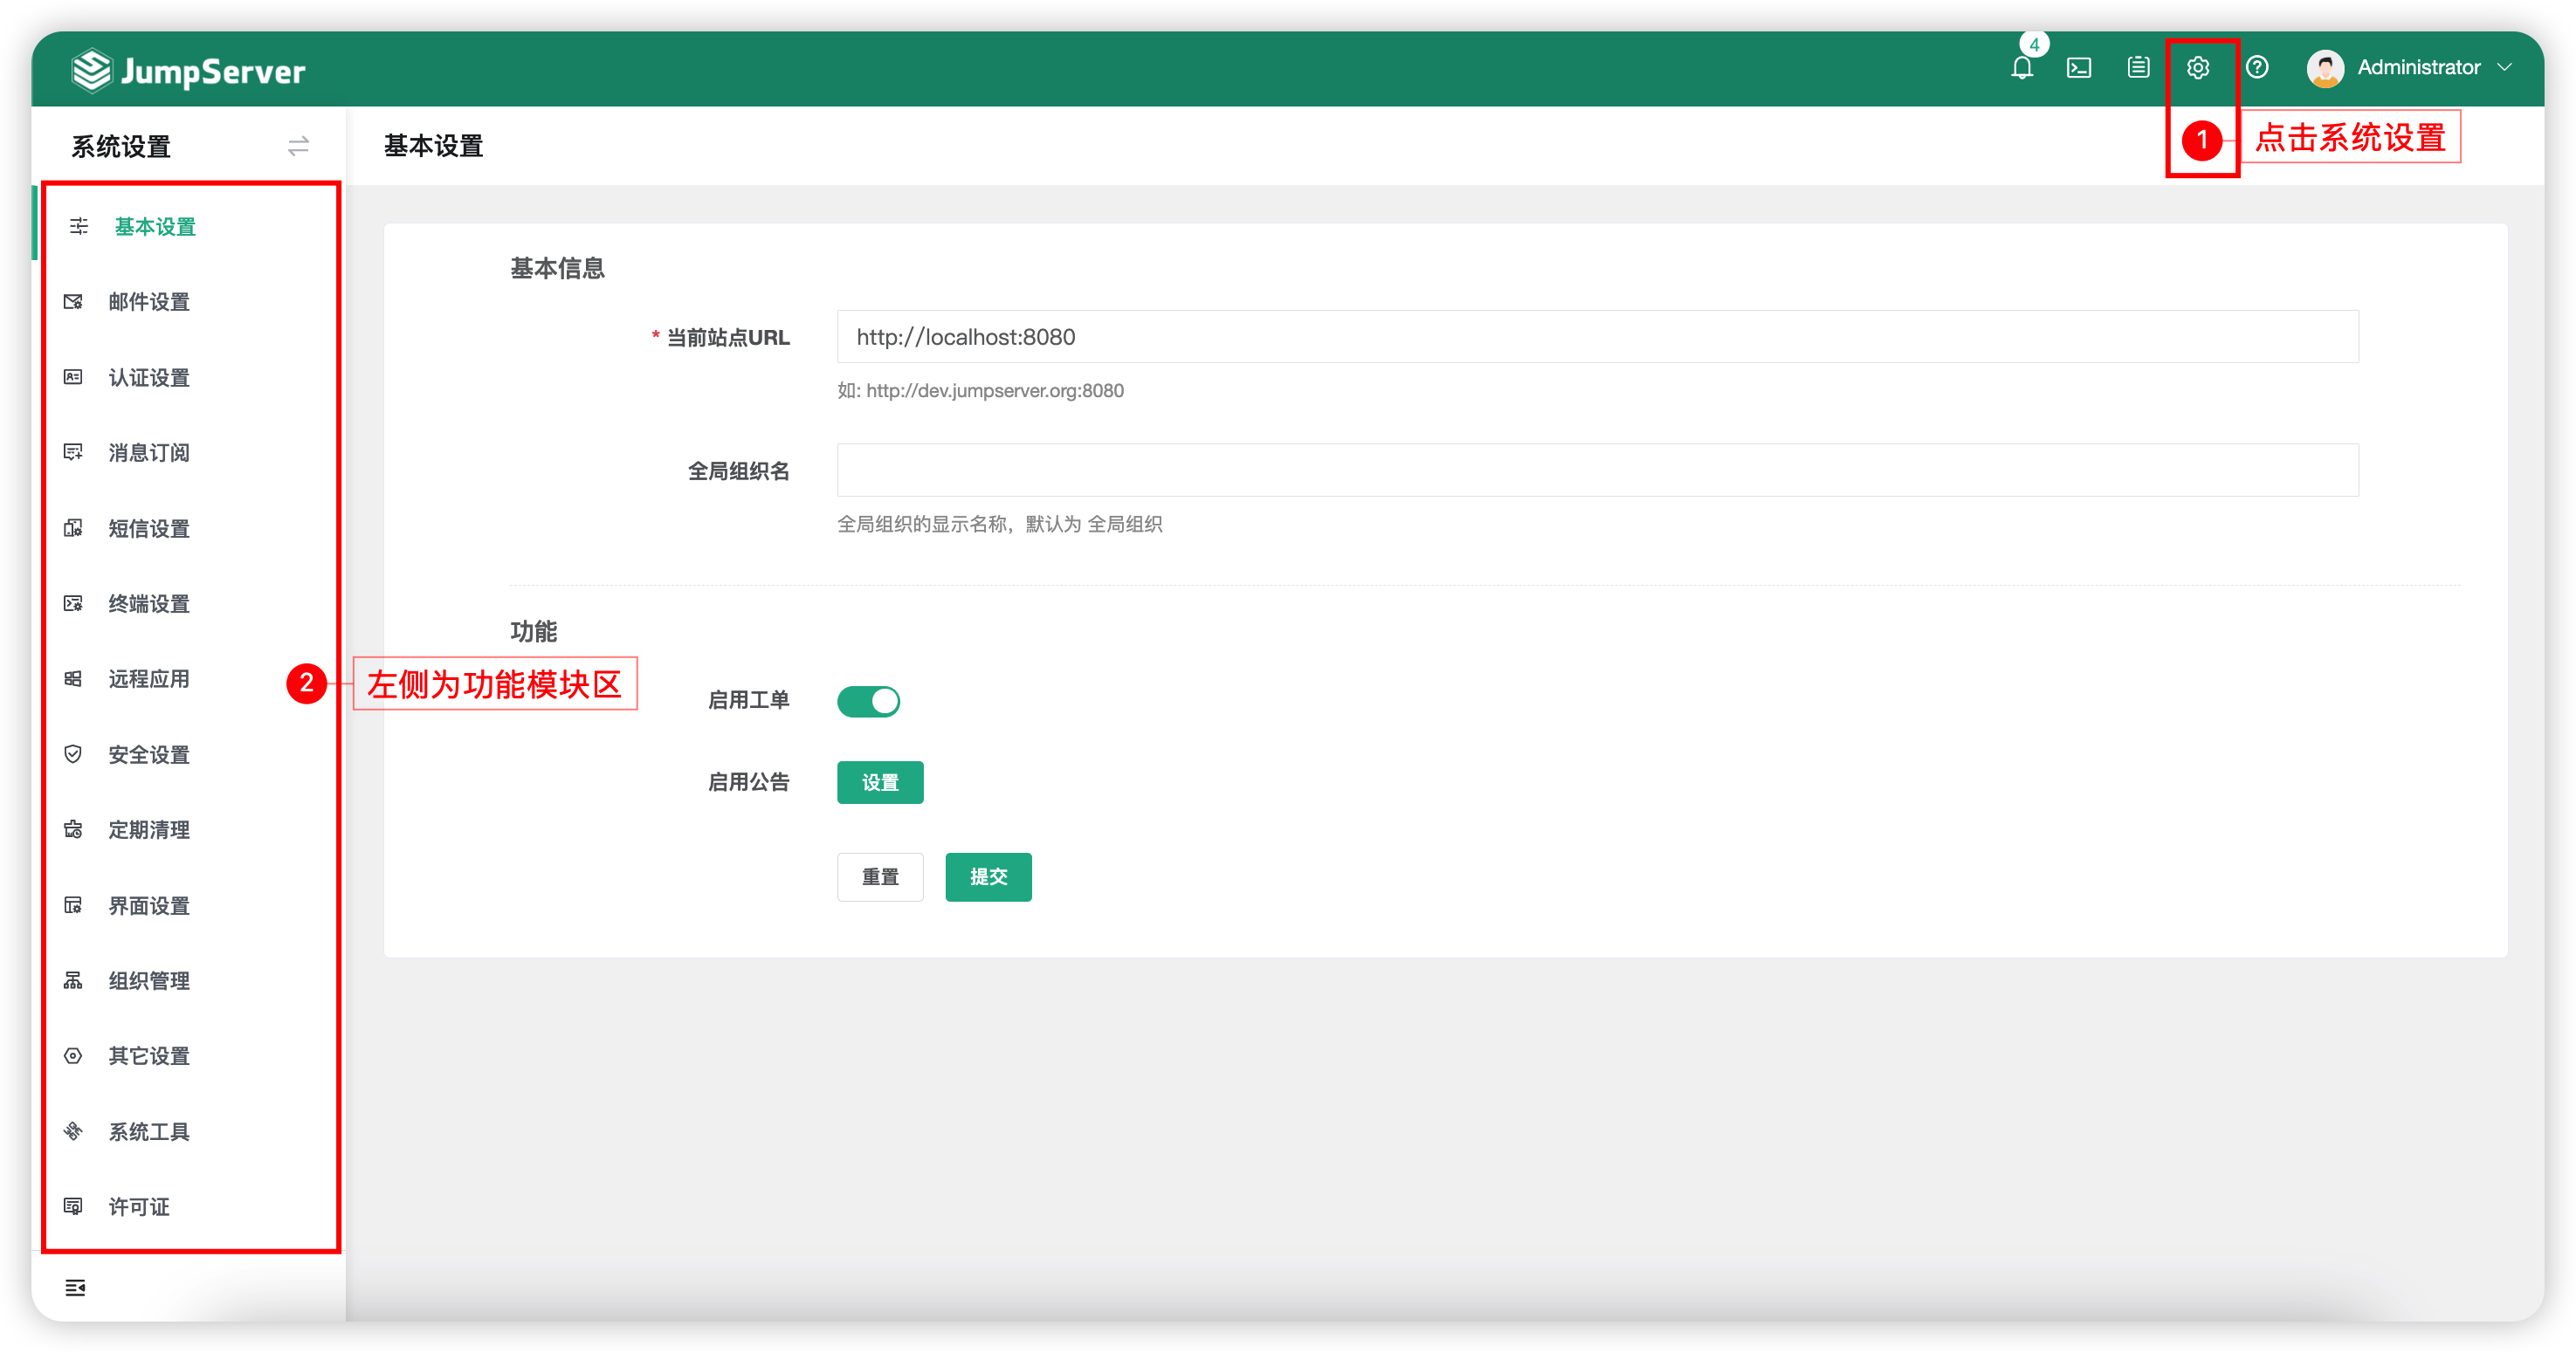 JumpServer
4
Administrator
1
点击系统设置
系统设置
基本设置
基本设置
邮件设置
认证设置
消息订阅
短信设置
终端设置
远程应用
安全设置
定期清理
界面设置
组织管理
其它设置
系统工具
许可证
2
左侧为功能模块区
基本信息
* 当前站点URL
http://localhost:8080
如: http://dev.jumpserver.org:8080
全局组织名
全局组织的显示名称，默认为 全局组织
功能
启用工单
启用公告
设置
重置
提交